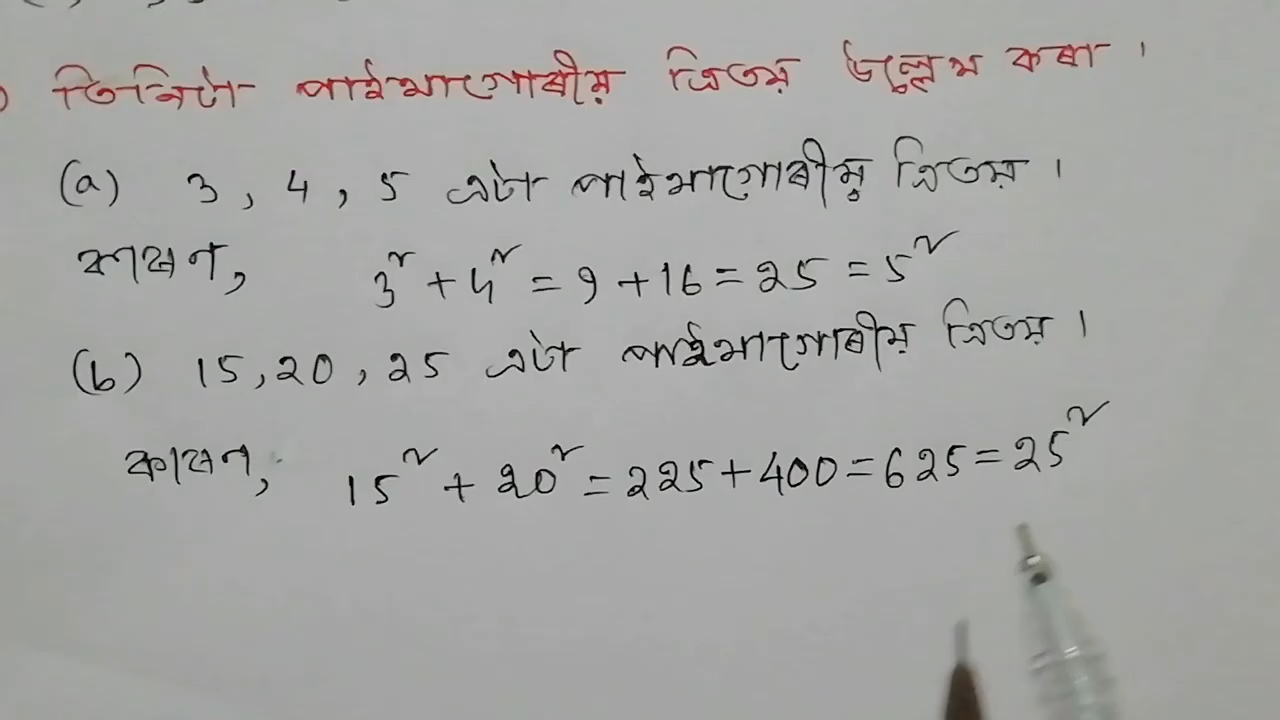 তিনিটা পাইথাগোৰীয় ত্ৰিতয় উল্লেখ কৰা ।
(a) 3, 4, 5 এটা পাইথাগোৰীয় ত্ৰিতয় ।
কাৰণ, 3² + 4² = 9 + 16 = 25 = 5²
(b) 15, 20, 25 এটা পাইথাগোৰীয় ত্ৰিতয় ।
কাৰণ, 15² + 20² = 225 + 400 = 625 = 25²